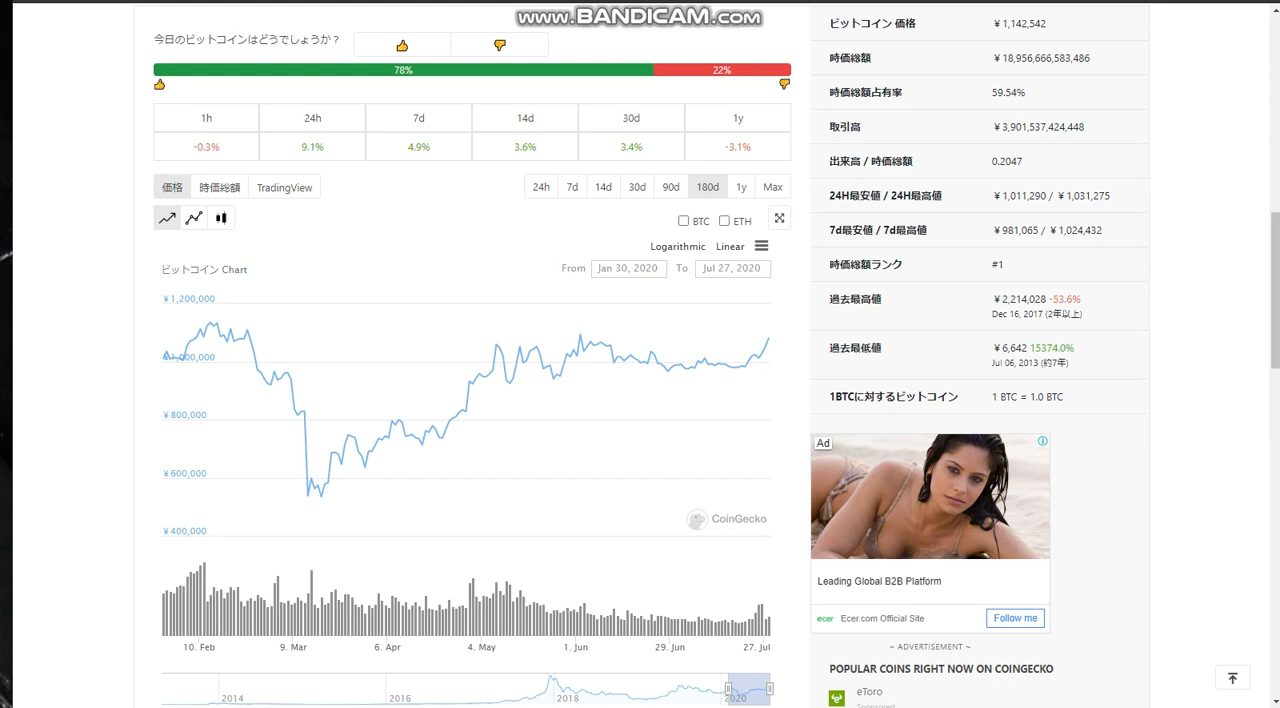 www.BANDICAM.com
今日のビットコインはどうでしょうか？
78%
22%
1h 24h 7d 14d 30d 1y
-0.3% 9.1% 4.9% 3.6% 3.4% -3.1%
価格 時価総額 TradingView
24h 7d 14d 30d 90d 180d 1y Max
BTC ETH
Logarithmic Linear
ビットコイン Chart
From Jan 30, 2020 To Jul 27, 2020
¥1,200,000
¥1,000,000
¥800,000
¥600,000
¥400,000
CoinGecko
10. Feb 9. Mar 6. Apr 4. May 1. Jun 29. Jun 27. Jul
2014 2016 2018 2020
ビットコイン 価格 ¥1,142,542
時価総額 ¥18,956,666,583,486
時価総額占有率 59.54%
取引高 ¥3,901,537,424,448
出来高 / 時価総額 0.2047
24H最安値 / 24H最高値 ¥1,011,290 / ¥1,031,275
7d最安値 / 7d最高値 ¥981,065 / ¥1,024,432
時価総額ランク #1
過去最高値 ¥2,214,028 -53.6%
Dec 16, 2017 (2年以上)
過去最低値 ¥6,642 15374.0%
Jul 06, 2013 (約7年)
1BTCに対するビットコイン 1 BTC = 1.0 BTC
Ad
Leading Global B2B Platform
ecer Ecer.com Official Site Follow me
~ ADVERTISEMENT ~
POPULAR COINS RIGHT NOW ON COINGECKO
eToro
Sponsored